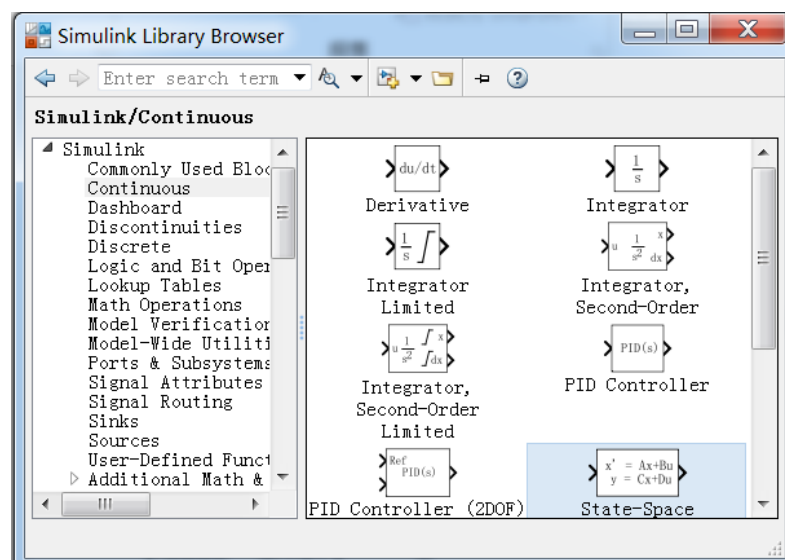 Simulink Library Browser
Enter search term
Simulink/Continuous
Simulink
Commonly Used Bloc
Continuous
Dashboard
Discontinuities
Discrete
Logic and Bit Oper
Lookup Tables
Math Operations
Model Verification
Model-Wide Utiliti
Ports & Subsystems
Signal Attributes
Signal Routing
Sinks
Sources
User-Defined Funct
Additional Math &
du/dt
Derivative
1
s
Integrator
1
s
Integrator
Limited
u 1 x
s² dx
Integrator,
Second-Order
u 1 x
s² dx
Integrator,
Second-Order
Limited
PID(s)
PID Controller
Ref
PID(s)
PID Controller (2DOF)
x' = Ax+Bu
y = Cx+Du
State-Space